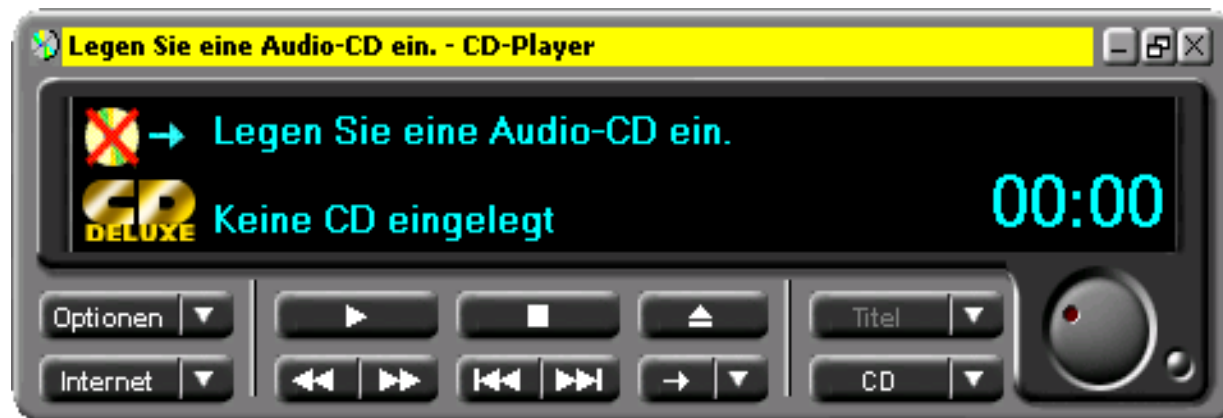 Legen Sie eine Audio-CD ein. - CD-Player
Legen Sie eine Audio-CD ein.
CD
DELUXE
Keine CD eingelegt
00:00
Optionen
Titel
Internet
CD